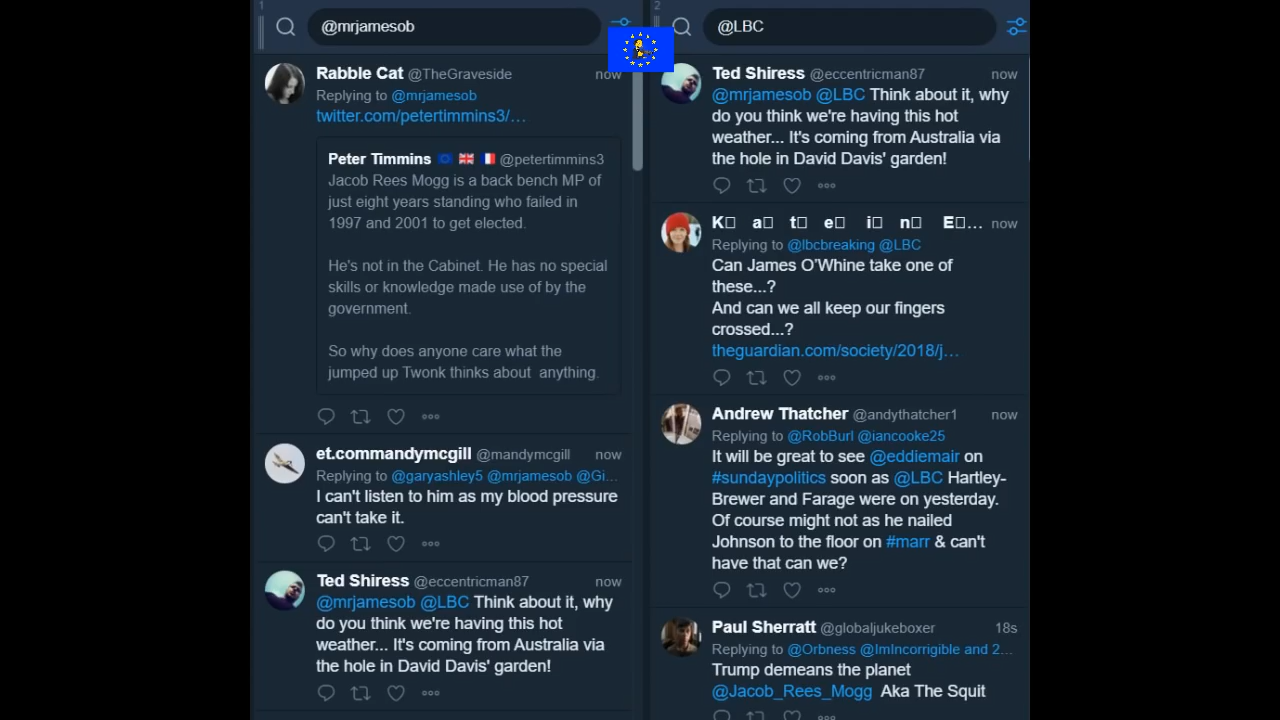 1
@mrjamesob
Rabble Cat @TheGraveside now
Replying to @mrjamesob
twitter.com/petertimmins3/…
Peter Timmins 🇪🇺 🇬🇧 🇫🇷 @petertimmins3
Jacob Rees Mogg is a back bench MP of
just eight years standing who failed in
1997 and 2001 to get elected.
He's not in the Cabinet. He has no special
skills or knowledge made use of by the
government.
So why does anyone care what the
jumped up Twonk thinks about anything.
et.commandymcgill @mandymcgill now
Replying to @garyashley5 @mrjamesob @Gi…
I can't listen to him as my blood pressure
can't take it.
Ted Shiress @eccentricman87 now
@mrjamesob @LBC Think about it, why
do you think we're having this hot
weather... It's coming from Australia via
the hole in David Davis' garden!
2
@LBC
Ted Shiress @eccentricman87 now
@mrjamesob @LBC Think about it, why
do you think we're having this hot
weather... It's coming from Australia via
the hole in David Davis' garden!
K□ a□ t□ e□ i□ n□ E□… now
Replying to @lbcbreaking @LBC
Can James O'Whine take one of
these...?
And can we all keep our fingers
crossed...?
theguardian.com/society/2018/j…
Andrew Thatcher @andythatcher1 now
Replying to @RobBurl @iancooke25
It will be great to see @eddiemair on
#sundaypolitics soon as @LBC Hartley-
Brewer and Farage were on yesterday.
Of course might not as he nailed
Johnson to the floor on #marr & can't
have that can we?
Paul Sherratt @globaljukeboxer 18s
Replying to @Orbness @ImIncorrigible and 2…
Trump demeans the planet
@Jacob_Rees_Mogg Aka The Squit